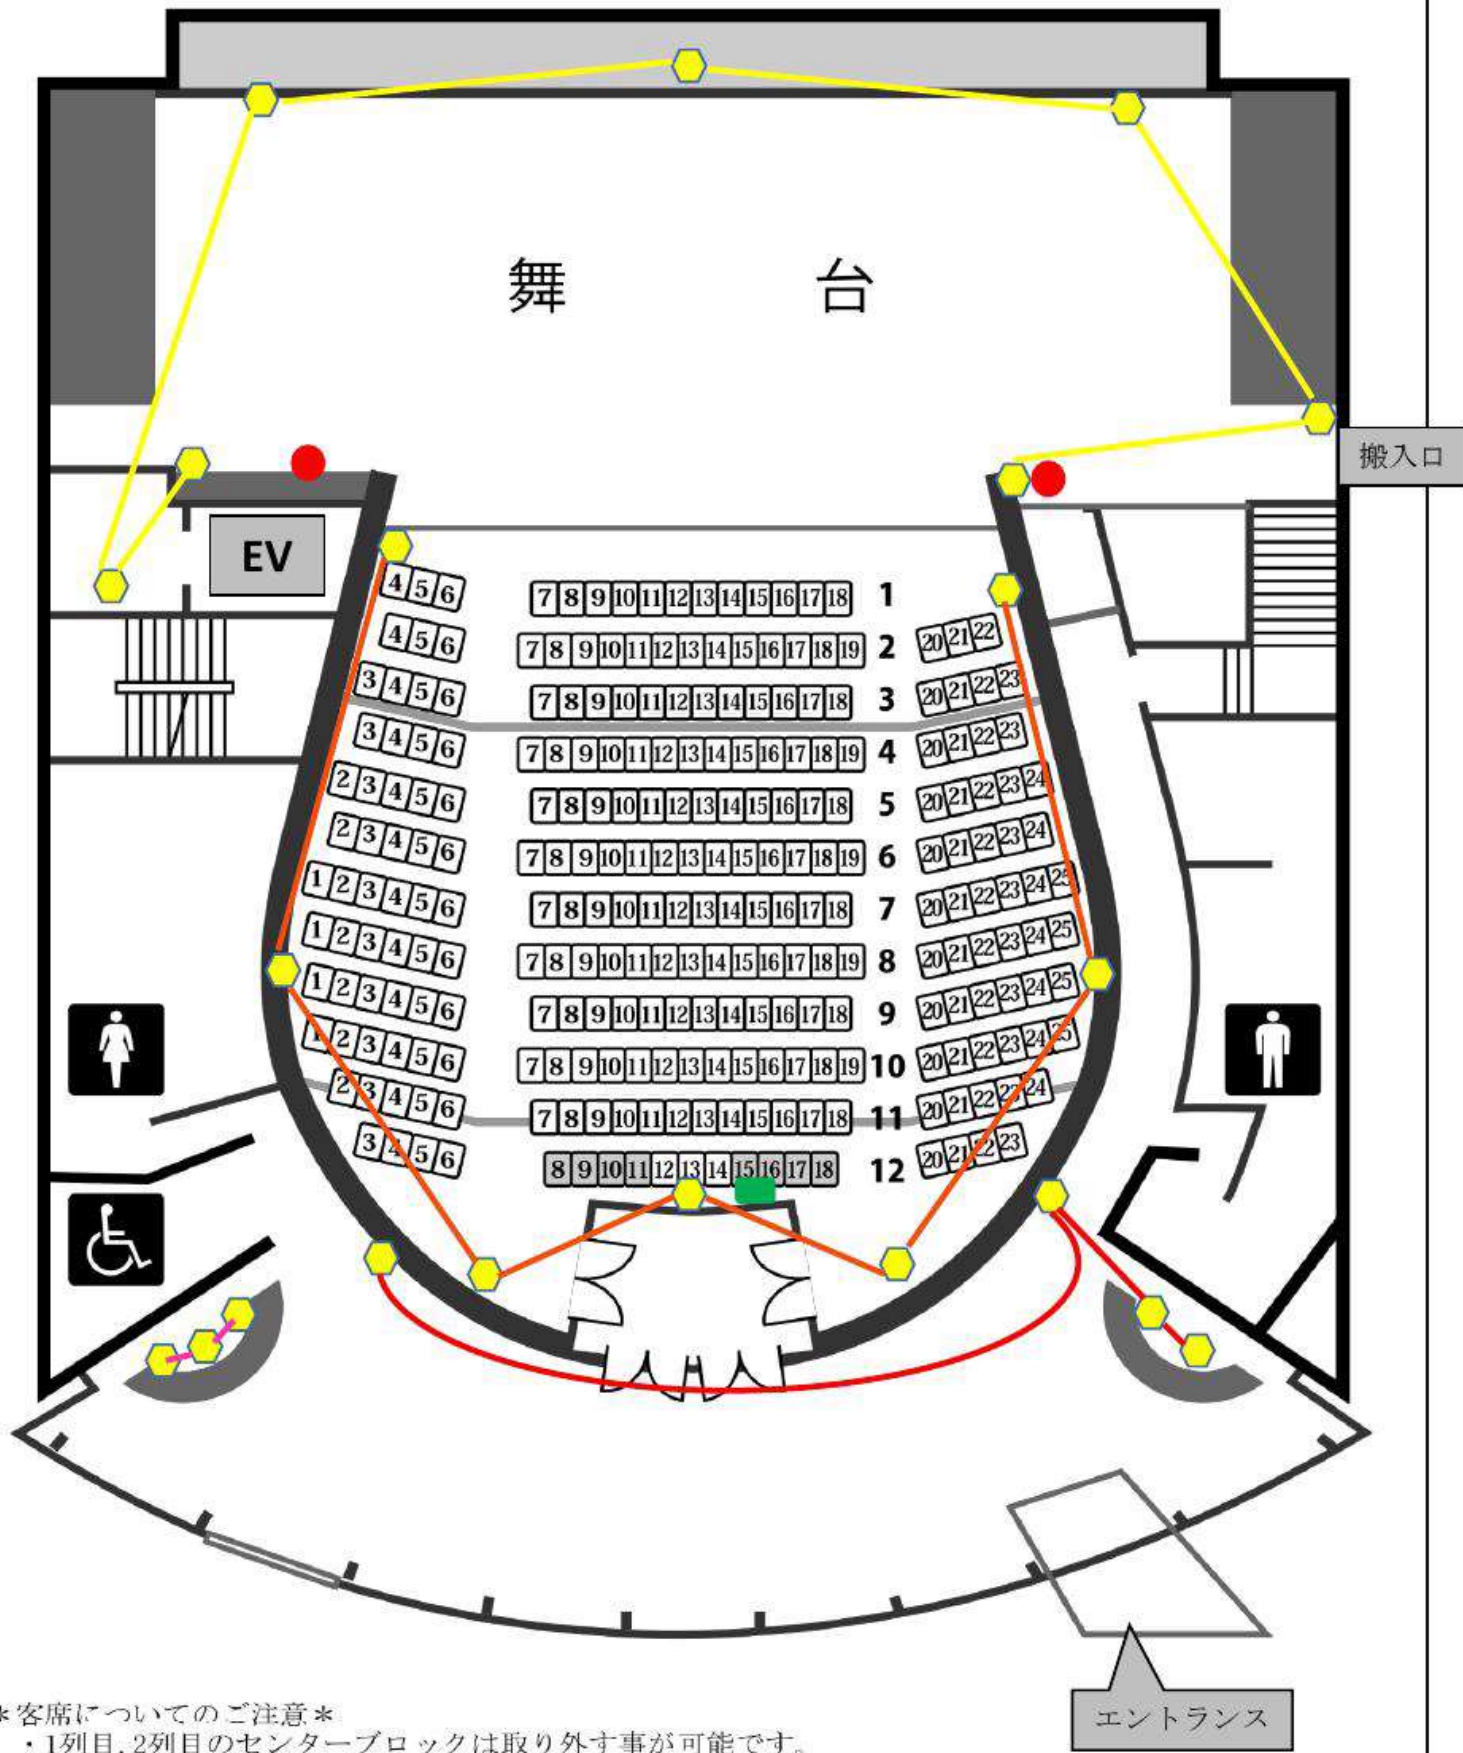 舞 台
搬入口
EV
4 5 6 7 8 9 10 11 12 13 14 15 16 17 18 1
4 5 6 7 8 9 10 11 12 13 14 15 16 17 18 19 2 20 21 22
3 4 5 6 7 8 9 10 11 12 13 14 15 16 17 18 3 20 21 22 23
3 4 5 6 7 8 9 10 11 12 13 14 15 16 17 18 19 4 20 21 22 23
2 3 4 5 6 7 8 9 10 11 12 13 14 15 16 17 18 5 20 21 22 23 24
2 3 4 5 6 7 8 9 10 11 12 13 14 15 16 17 18 19 6 20 21 22 23 24
1 2 3 4 5 6 7 8 9 10 11 12 13 14 15 16 17 18 7 20 21 22 23 24 25
1 2 3 4 5 6 7 8 9 10 11 12 13 14 15 16 17 18 19 8 20 21 22 23 24 25
1 2 3 4 5 6 7 8 9 10 11 12 13 14 15 16 17 18 9 20 21 22 23 24 25
1 2 3 4 5 6 7 8 9 10 11 12 13 14 15 16 17 18 19 10 20 21 22 23 24 25
2 3 4 5 6 7 8 9 10 11 12 13 14 15 16 17 18 11 20 21 22 23 24
3 4 5 6 8 9 10 11 12 13 14 15 16 17 18 12 20 21 22 23
エントランス
*客席についてのご注意*
・1列目,2列目のセンターブロックは取り外す事が可能です。